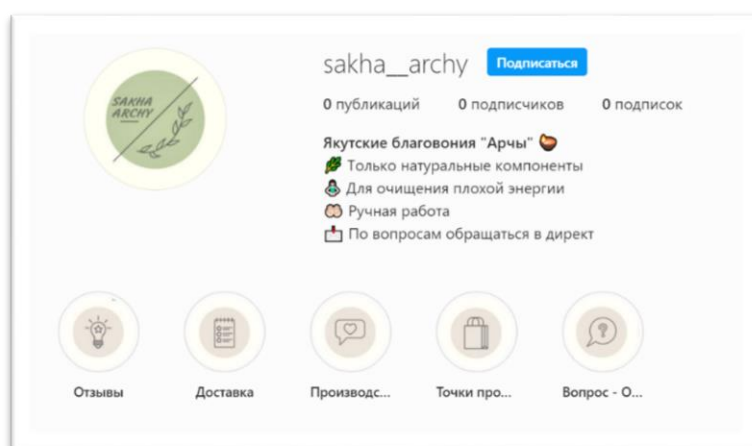 SAKHA
ARCHY
sakha__archy Подписаться
0 публикаций 0 подписчиков 0 подписок
Якутские благовония "Арчы"
Только натуральные компоненты
Для очищения плохой энергии
Ручная работа
По вопросам обращаться в директ
Отзывы Доставка Производс... Точки про... Вопрос - О...